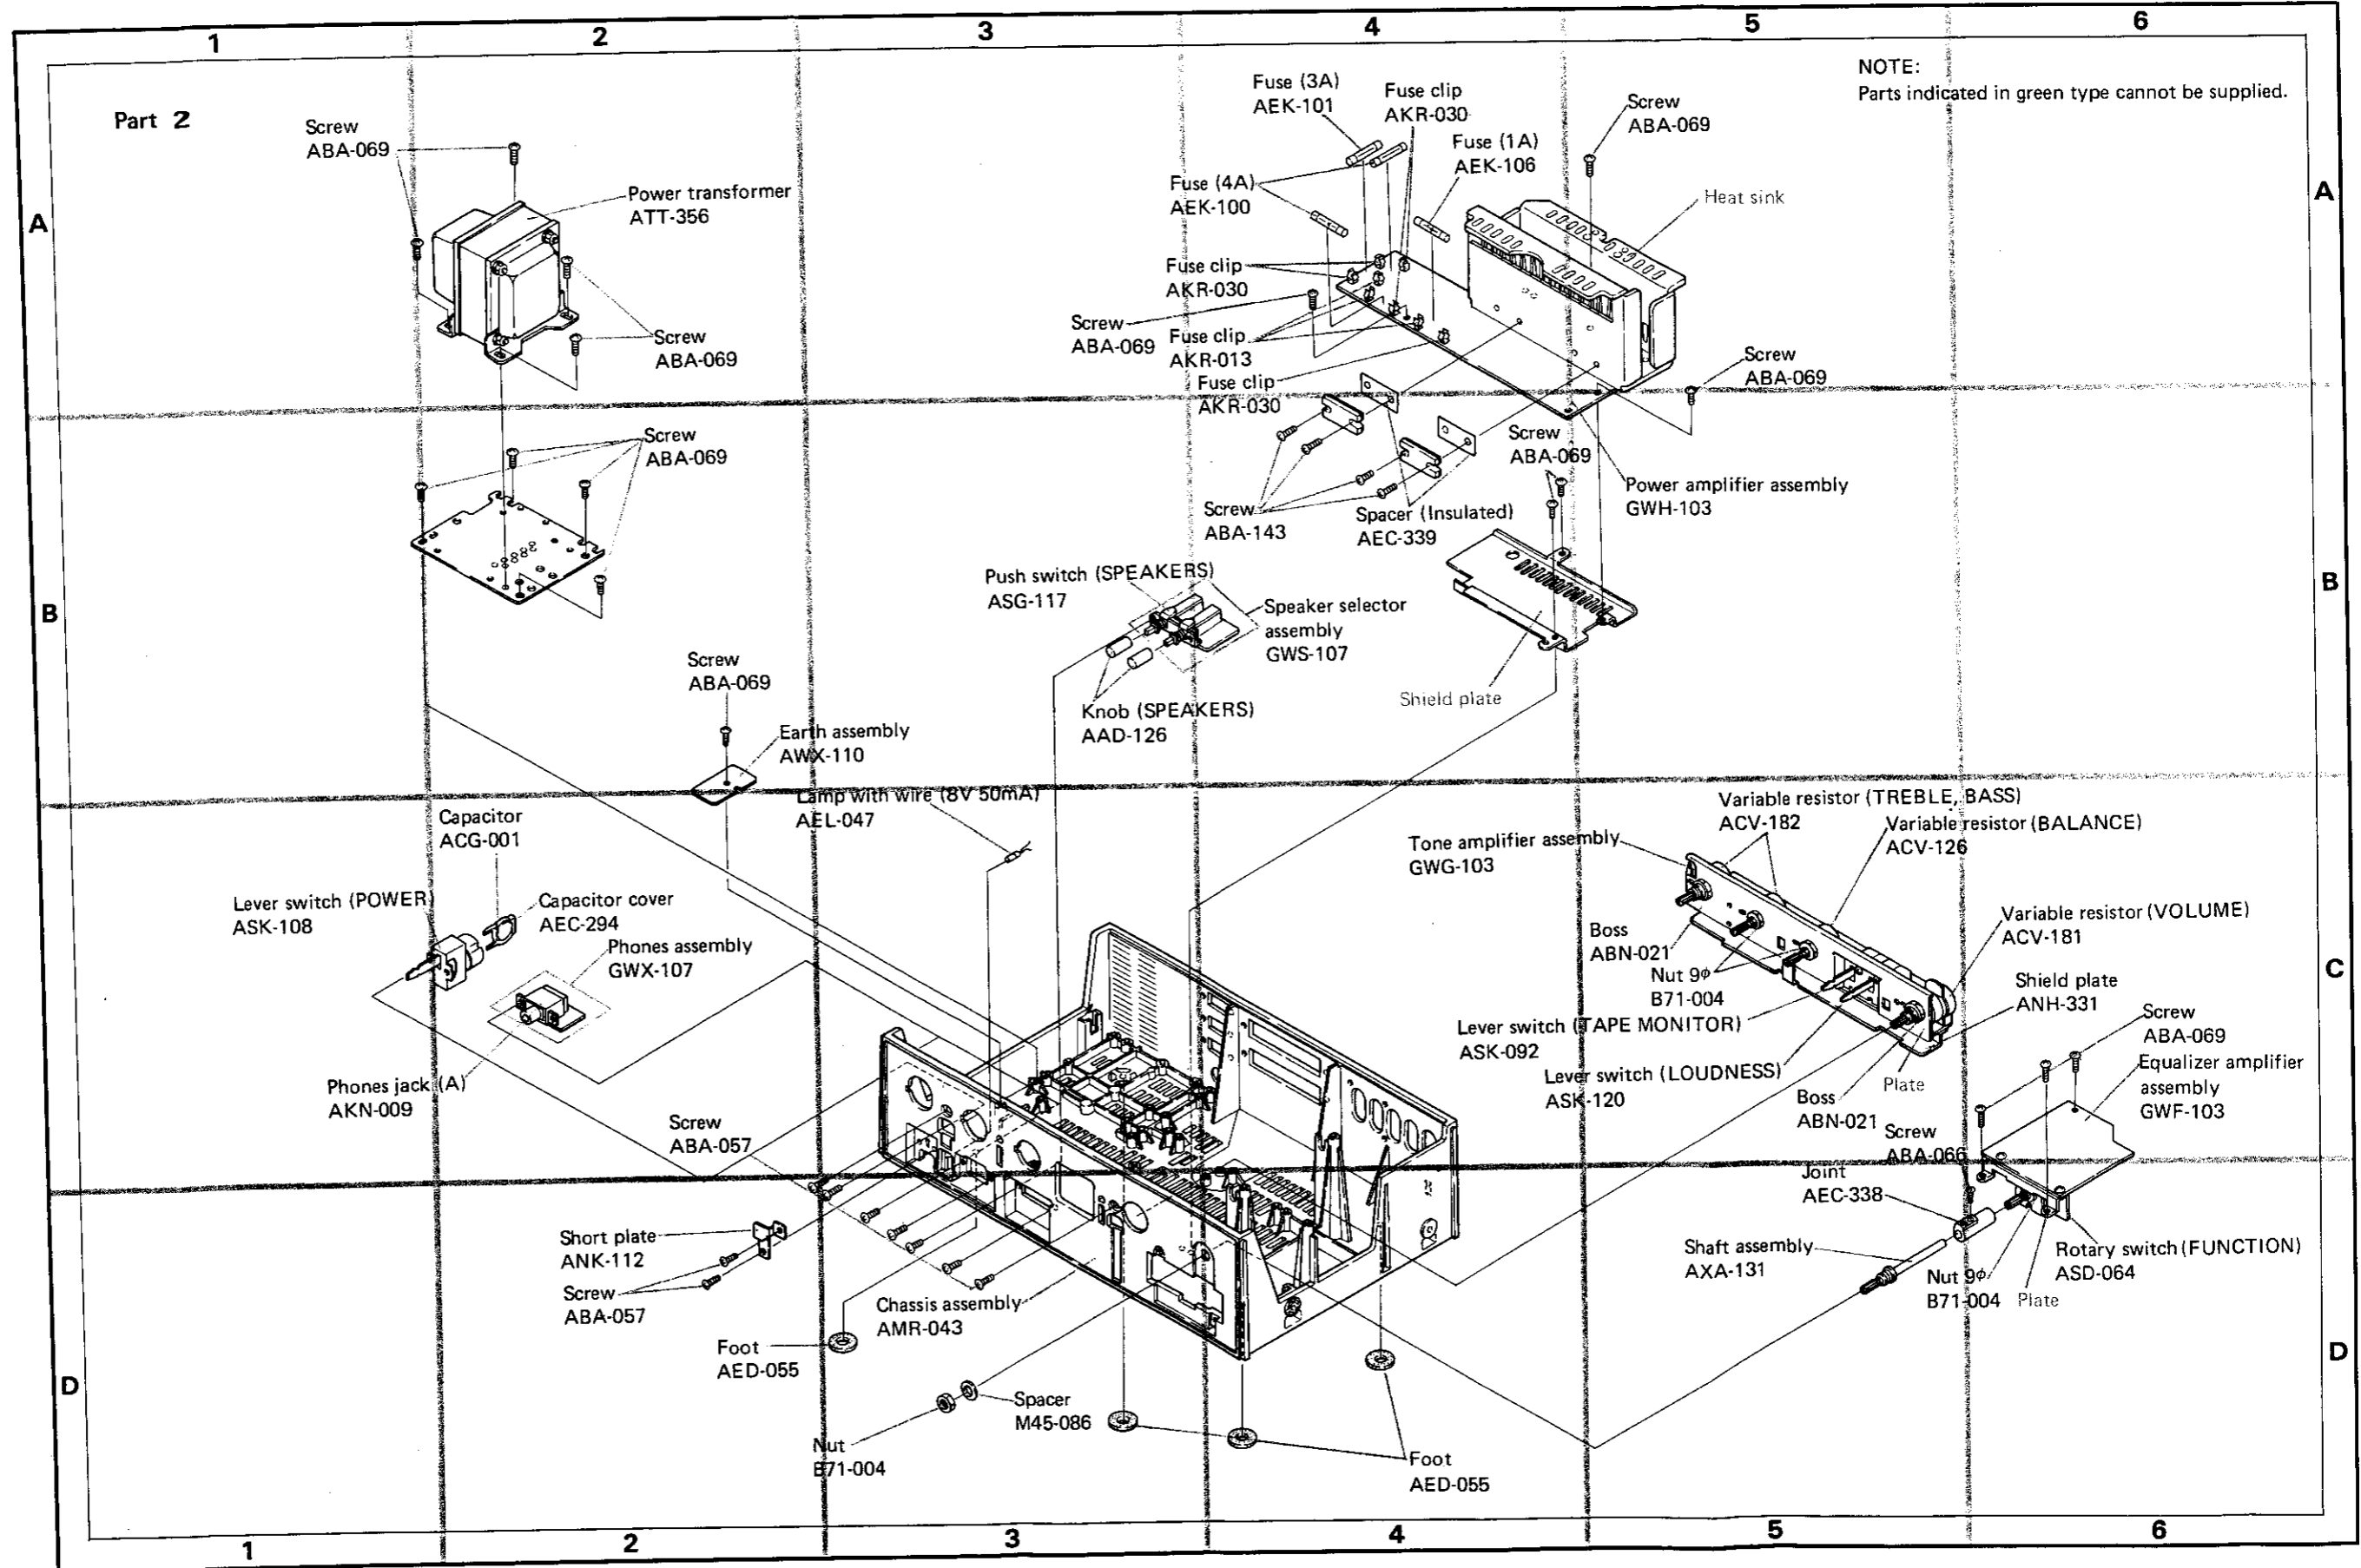 1 2 3 4 5 6
NOTE:
Parts indicated in green type cannot be supplied.
Part 2
A
A
Screw
ABA-069
Power transformer
ATT-356
Screw
ABA-069
Fuse (3A)
AEK-101
Fuse clip
AKR-030
Fuse (1A)
AEK-106
Screw
ABA-069
Fuse (4A)
AEK-100
Heat sink
Fuse clip
AKR-030
Screw
ABA-069
Fuse clip
AKR-013
Fuse clip
AKR-030
Screw
ABA-069
B
B
Screw
ABA-069
Screw
ABA-069
Power amplifier assembly
GWH-103
Screw
ABA-143
Spacer (Insulated)
AEC-339
Push switch (SPEAKERS)
ASG-117
Speaker selector
assembly
GWS-107
Knob (SPEAKERS)
AAD-126
Shield plate
Screw
ABA-069
Earth assembly
AWX-110
Lamp with wire (8V 50mA)
AEL-047
C
Capacitor
ACG-001
Lever switch (POWER)
ASK-108
Capacitor cover
AEC-294
Phones assembly
GWX-107
Phones jack (A)
AKN-009
Variable resistor (TREBLE, BASS)
ACV-182
Variable resistor (BALANCE)
ACV-126
Tone amplifier assembly
GWG-103
Variable resistor (VOLUME)
ACV-181
Boss
ABN-021
Nut 9φ
B71-004
Shield plate
ANH-331
Lever switch (TAPE MONITOR)
ASK-092
Screw
ABA-069
Lever switch (LOUDNESS)
ASK-120
Plate
Boss
ABN-021
Equalizer amplifier
assembly
GWF-103
Screw
ABA-066
Screw
ABA-057
D
D
Joint
AEC-338
Shaft assembly
AXA-131
Rotary switch (FUNCTION)
ASD-064
Nut 9φ
B71-004
Plate
Short plate
ANK-112
Screw
ABA-057
Chassis assembly
AMR-043
Foot
AED-055
Spacer
M45-086
Nut
B71-004
Foot
AED-055
1 2 3 4 5 6